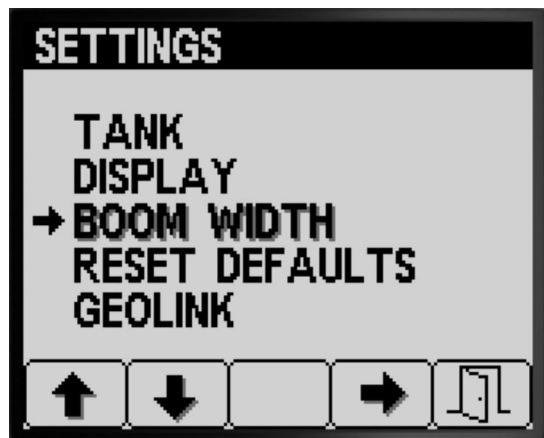 SETTINGS
TANK
DISPLAY
BOOM WIDTH
RESET DEFAULTS
GEOLINK